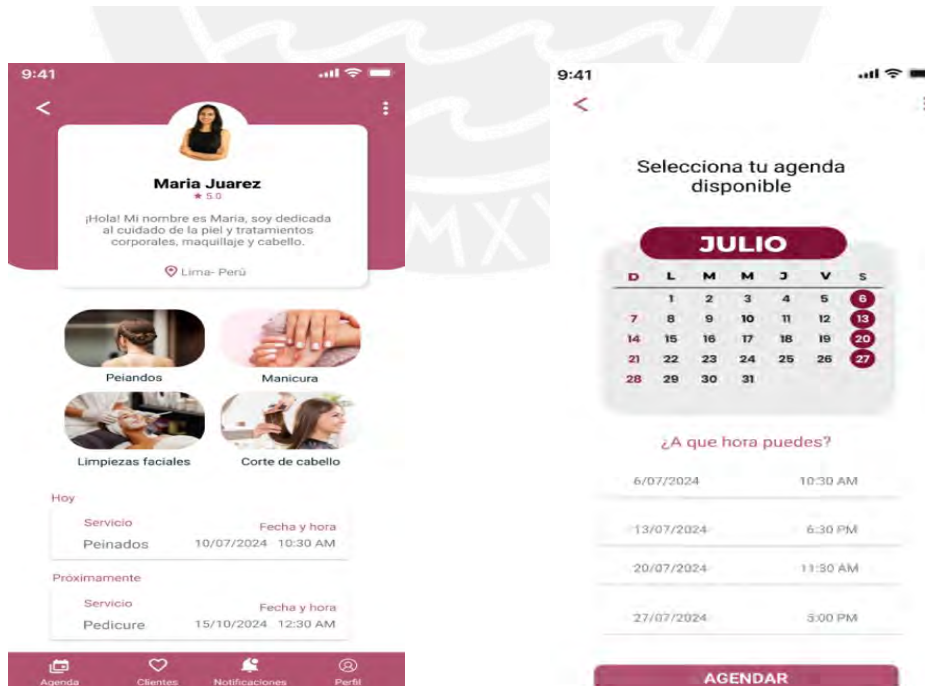 MXV
9:41
Maria Juarez
★ 5.0
¡Hola! Mi nombre es Maria, soy dedicada
al cuidado de la piel y tratamientos
corporales, maquillaje y cabello.
Lima- Perú
Peiandos
Manicura
Limpiezas faciales
Corte de cabello
Hoy
Servicio
Fecha y hora
Peinados
10/07/2024 10:30 AM
Próximamente
Servicio
Fecha y hora
Pedicure
15/10/2024 12:30 AM
Agenda
Clientes
Notificaciones
Perfil
9:41
Selecciona tu agenda
disponible
JULIO
D L M M J V S
1 2 3 4 5 6
7 8 9 10 11 12 13
14 15 16 17 18 19 20
21 22 23 24 25 26 27
28 29 30 31
¿A que hora puedes?
6/07/2024 10:30 AM
13/07/2024 6:30 PM
20/07/2024 11:30 AM
27/07/2024 5:00 PM
AGENDAR